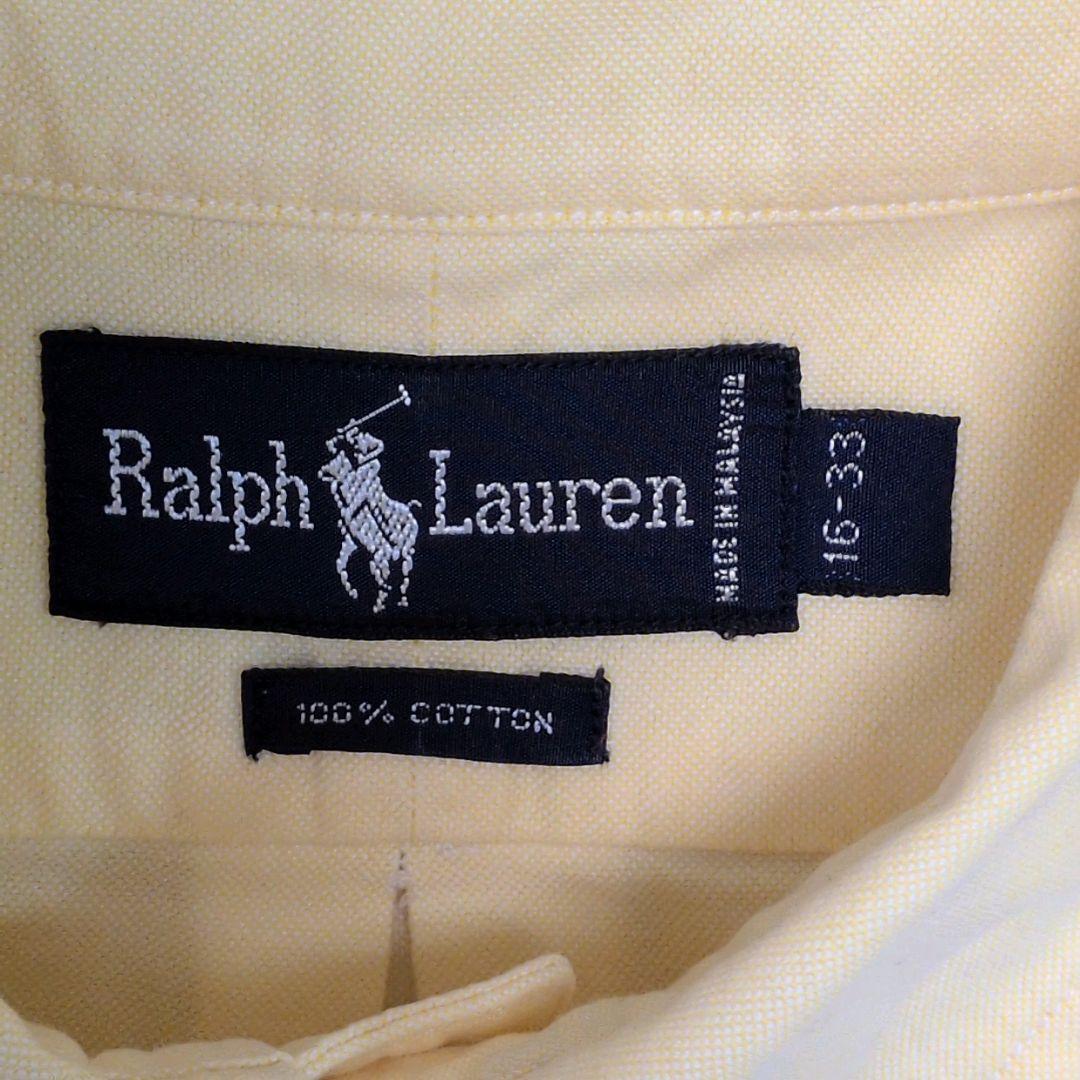 Ralph Lauren
MADE IN MALAYSIA
16-33
100% COTTON